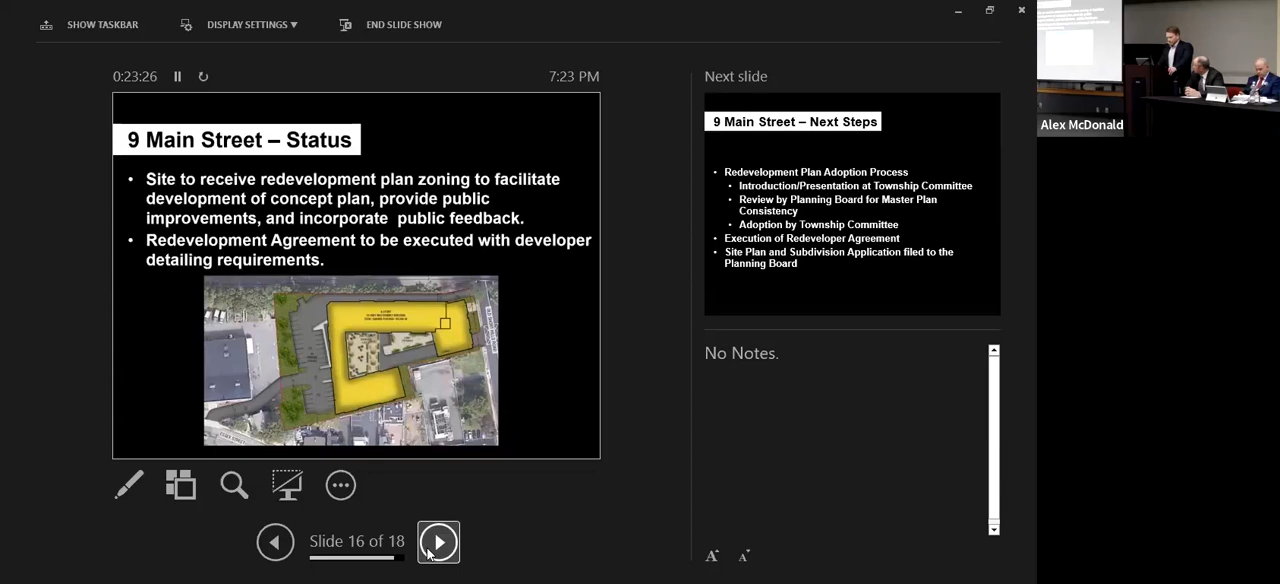 SHOW TASKBAR
DISPLAY SETTINGS ▼
END SLIDE SHOW
0:23:26
7:23 PM
9 Main Street – Status
• Site to receive redevelopment plan zoning to facilitate
development of concept plan, provide public
improvements, and incorporate public feedback.
• Redevelopment Agreement to be executed with developer
detailing requirements.
Slide 16 of 18
Next slide
9 Main Street – Next Steps
• Redevelopment Plan Adoption Process
• Introduction/Presentation at Township Committee
• Review by Planning Board for Master Plan
Consistency
• Adoption by Township Committee
• Execution of Redeveloper Agreement
• Site Plan and Subdivision Application filed to the
Planning Board
No Notes.
A A
Alex McDonald